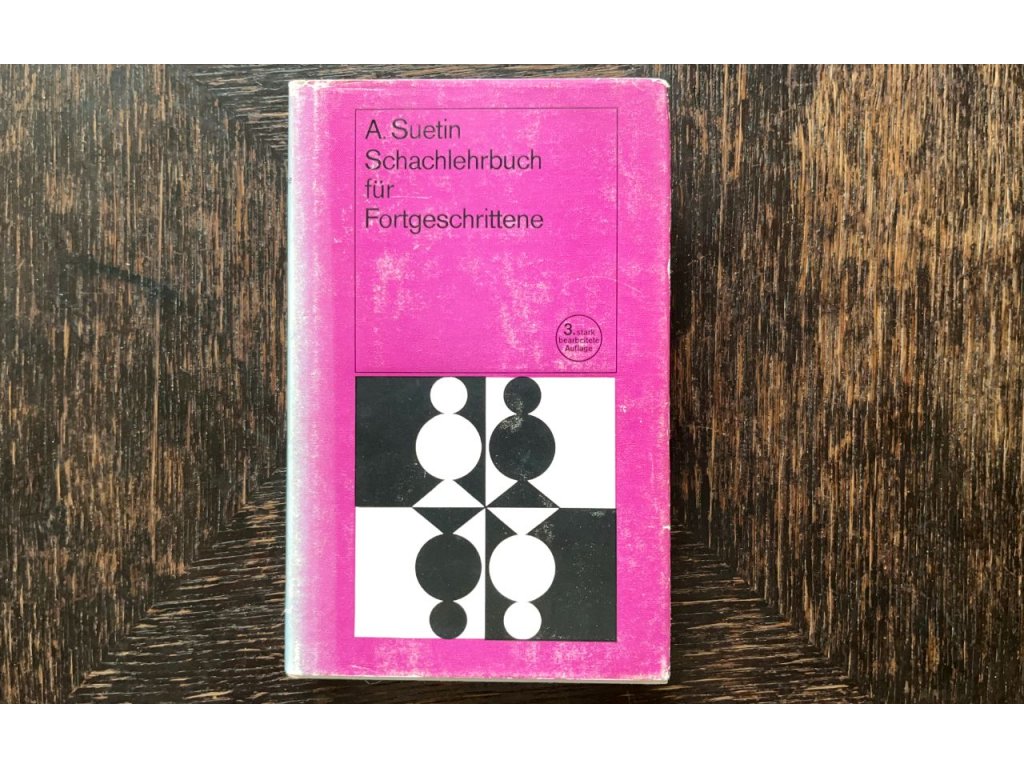 A. Suetin
Schachlehrbuch
für
Fortgeschrittene
3. stark
bearbeitete
Auflage